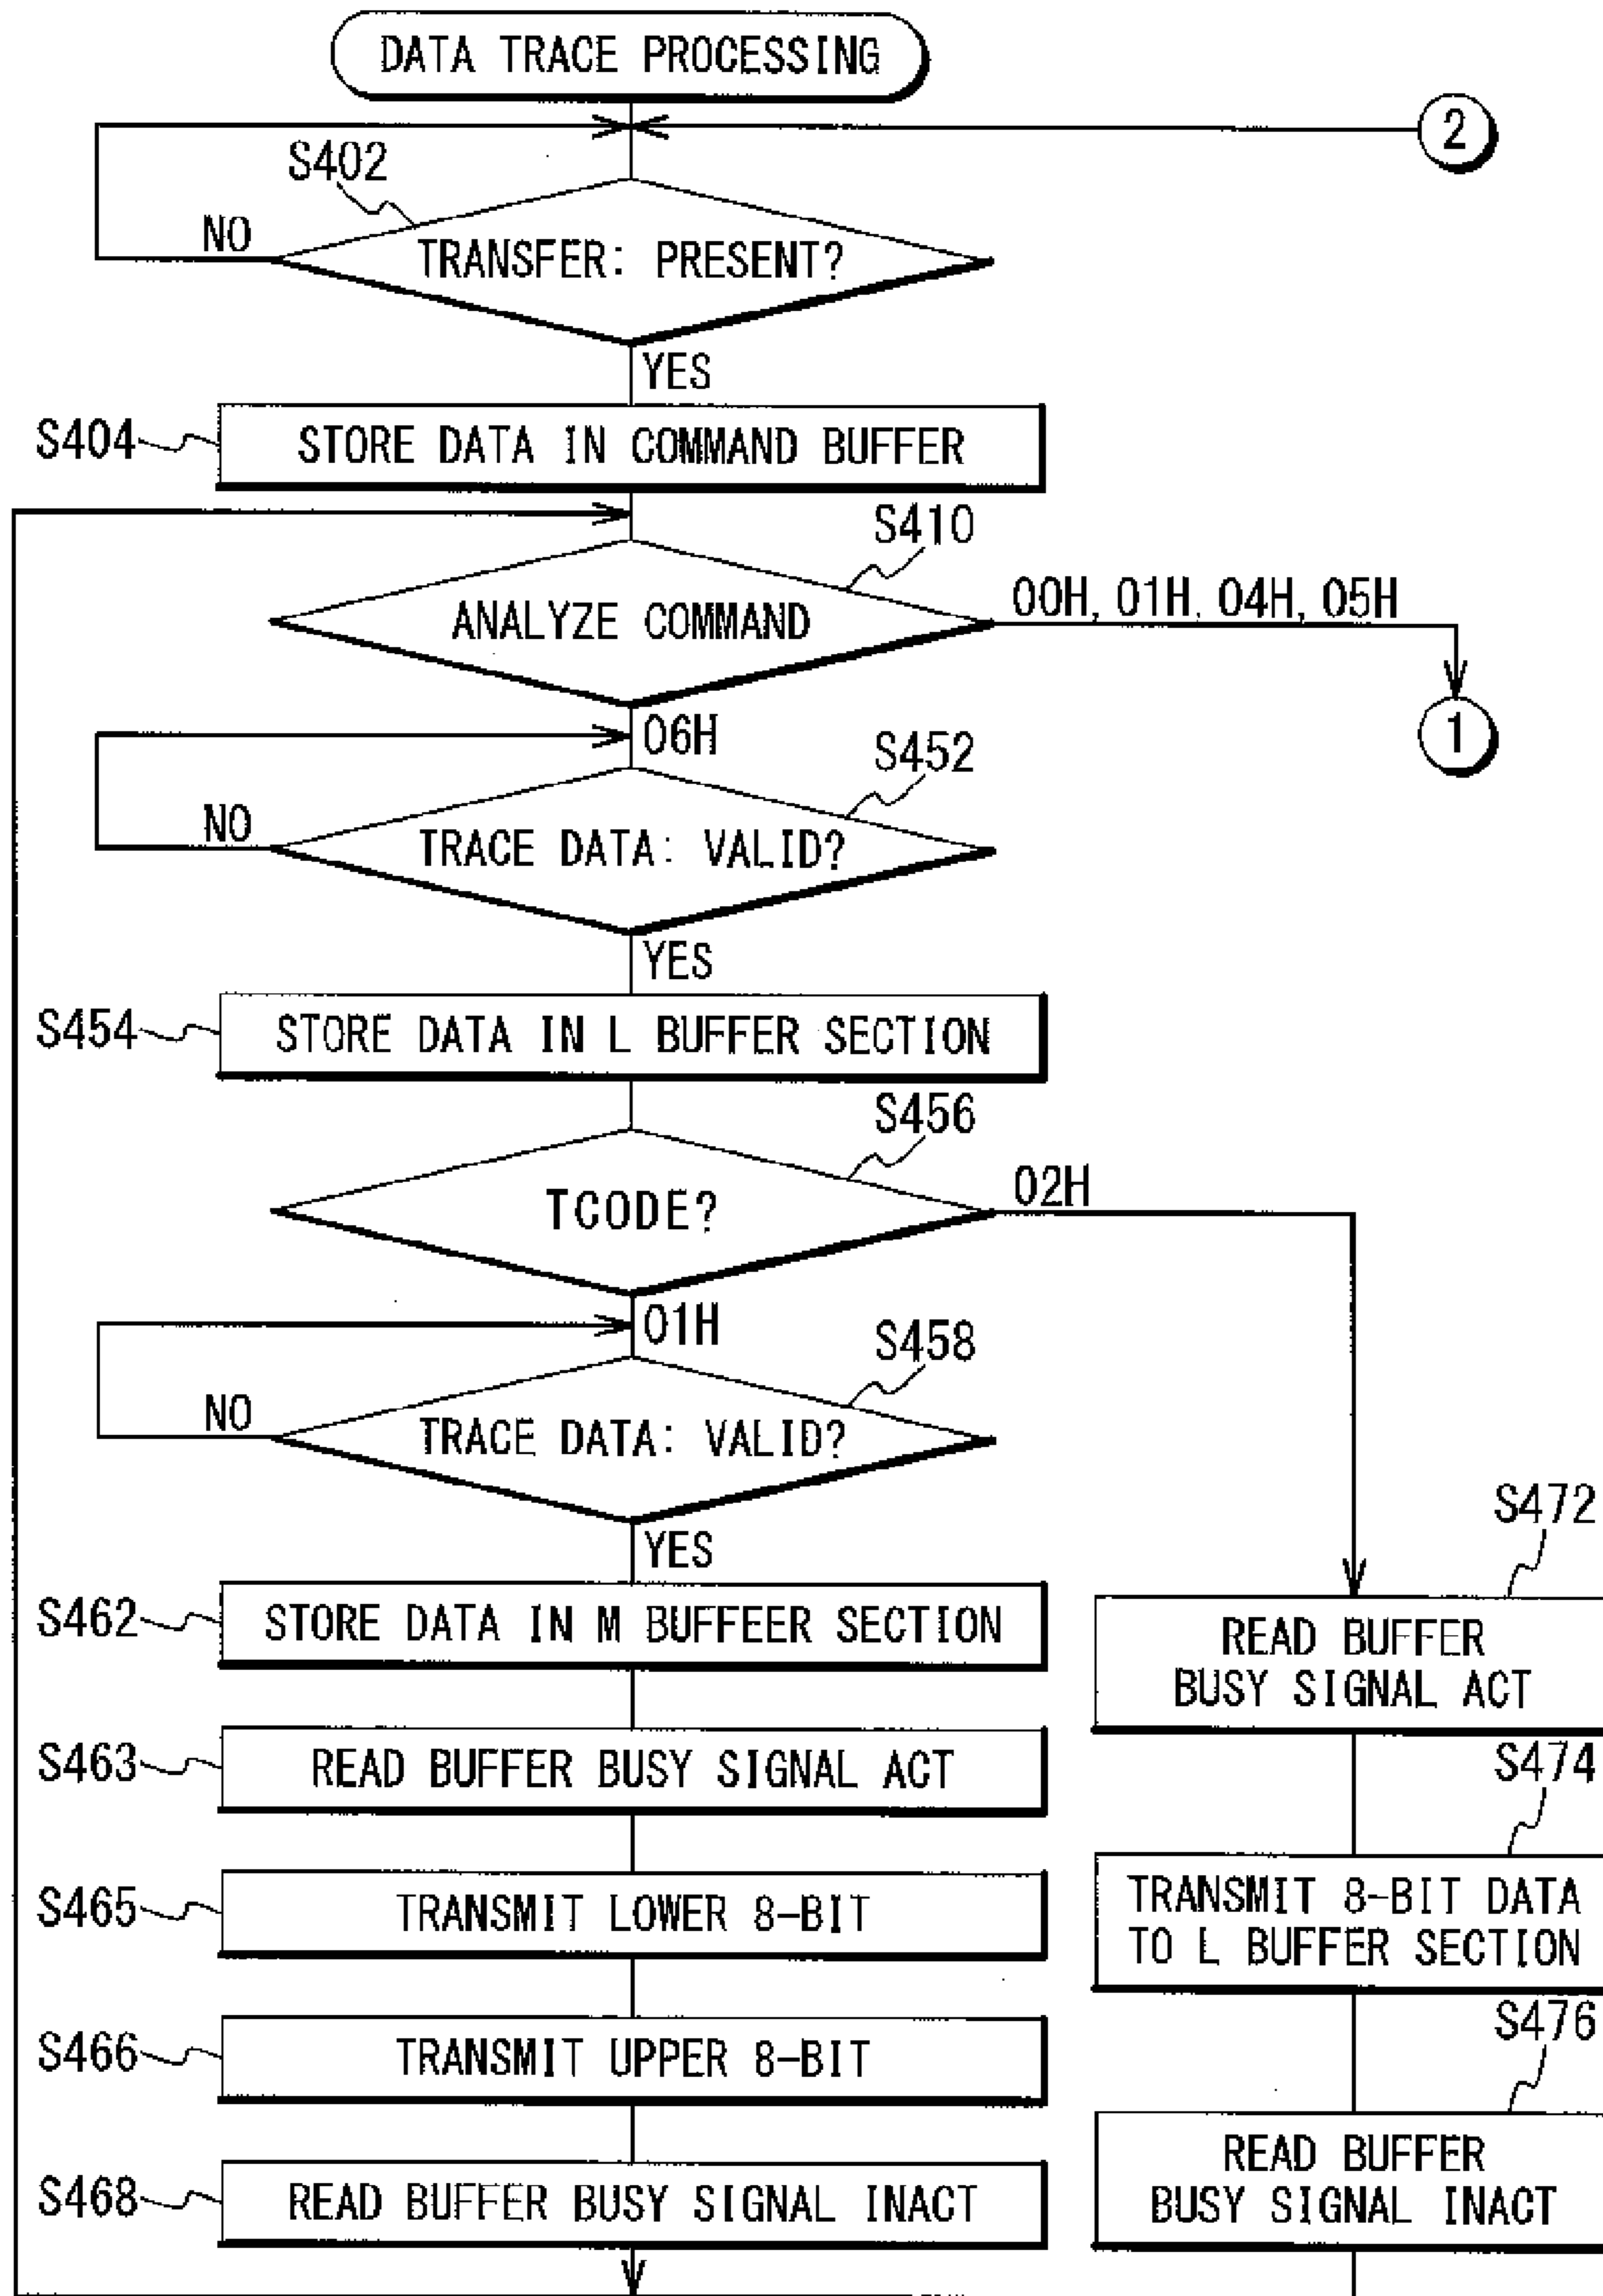 DATA TRACE PROCESSING
2
S402
NO
TRANSFER: PRESENT?
YES
S404
STORE DATA IN COMMAND BUFFER
S410
ANALYZE COMMAND
00H, 01H, 04H, 05H
1
06H
S452
NO
TRACE DATA: VALID?
YES
S454
STORE DATA IN L BUFFER SECTION
S456
TCODE?
02H
01H
S458
NO
TRACE DATA: VALID?
YES
S462
STORE DATA IN M BUFFEER SECTION
S463
READ BUFFER BUSY SIGNAL ACT
S465
TRANSMIT LOWER 8-BIT
S466
TRANSMIT UPPER 8-BIT
S468
READ BUFFER BUSY SIGNAL INACT
S472
READ BUFFER
BUSY SIGNAL ACT
S474
TRANSMIT 8-BIT DATA
TO L BUFFER SECTION
S476
READ BUFFER
BUSY SIGNAL INACT